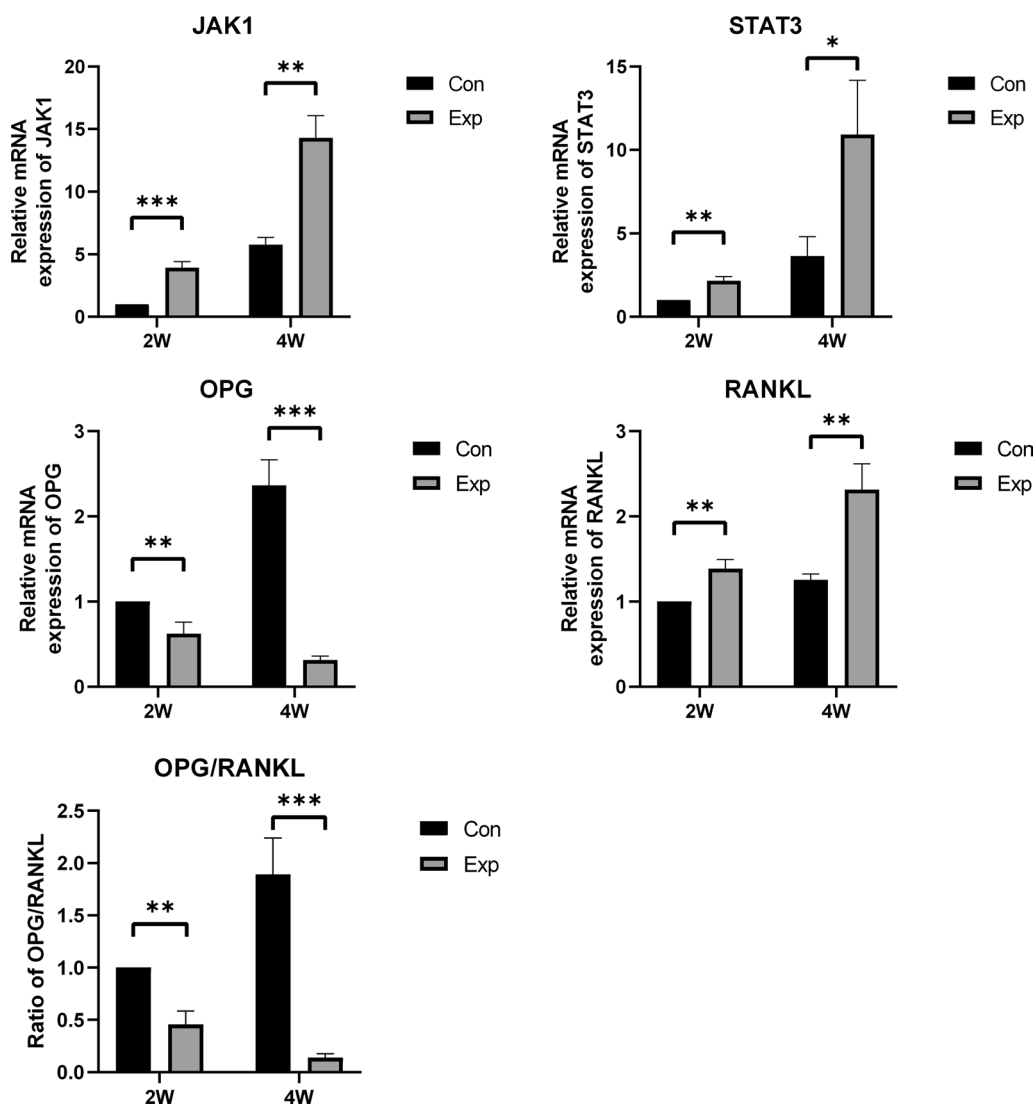 JAK1
Relative mRNA
expression of JAK1
20
15
10
5
0
***
**
2W
4W
Con
Exp
STAT3
Relative mRNA
expression of STAT3
15
10
5
0
**
*
2W
4W
Con
Exp
OPG
Relative mRNA
expression of OPG
3
2
1
0
**
***
2W
4W
Con
Exp
RANKL
Relative mRNA
expression of RANKL
3
2
1
0
**
**
2W
4W
Con
Exp
OPG/RANKL
Ratio of OPG/RANKL
2.5
2.0
1.5
1.0
0.5
0.0
**
***
2W
4W
Con
Exp